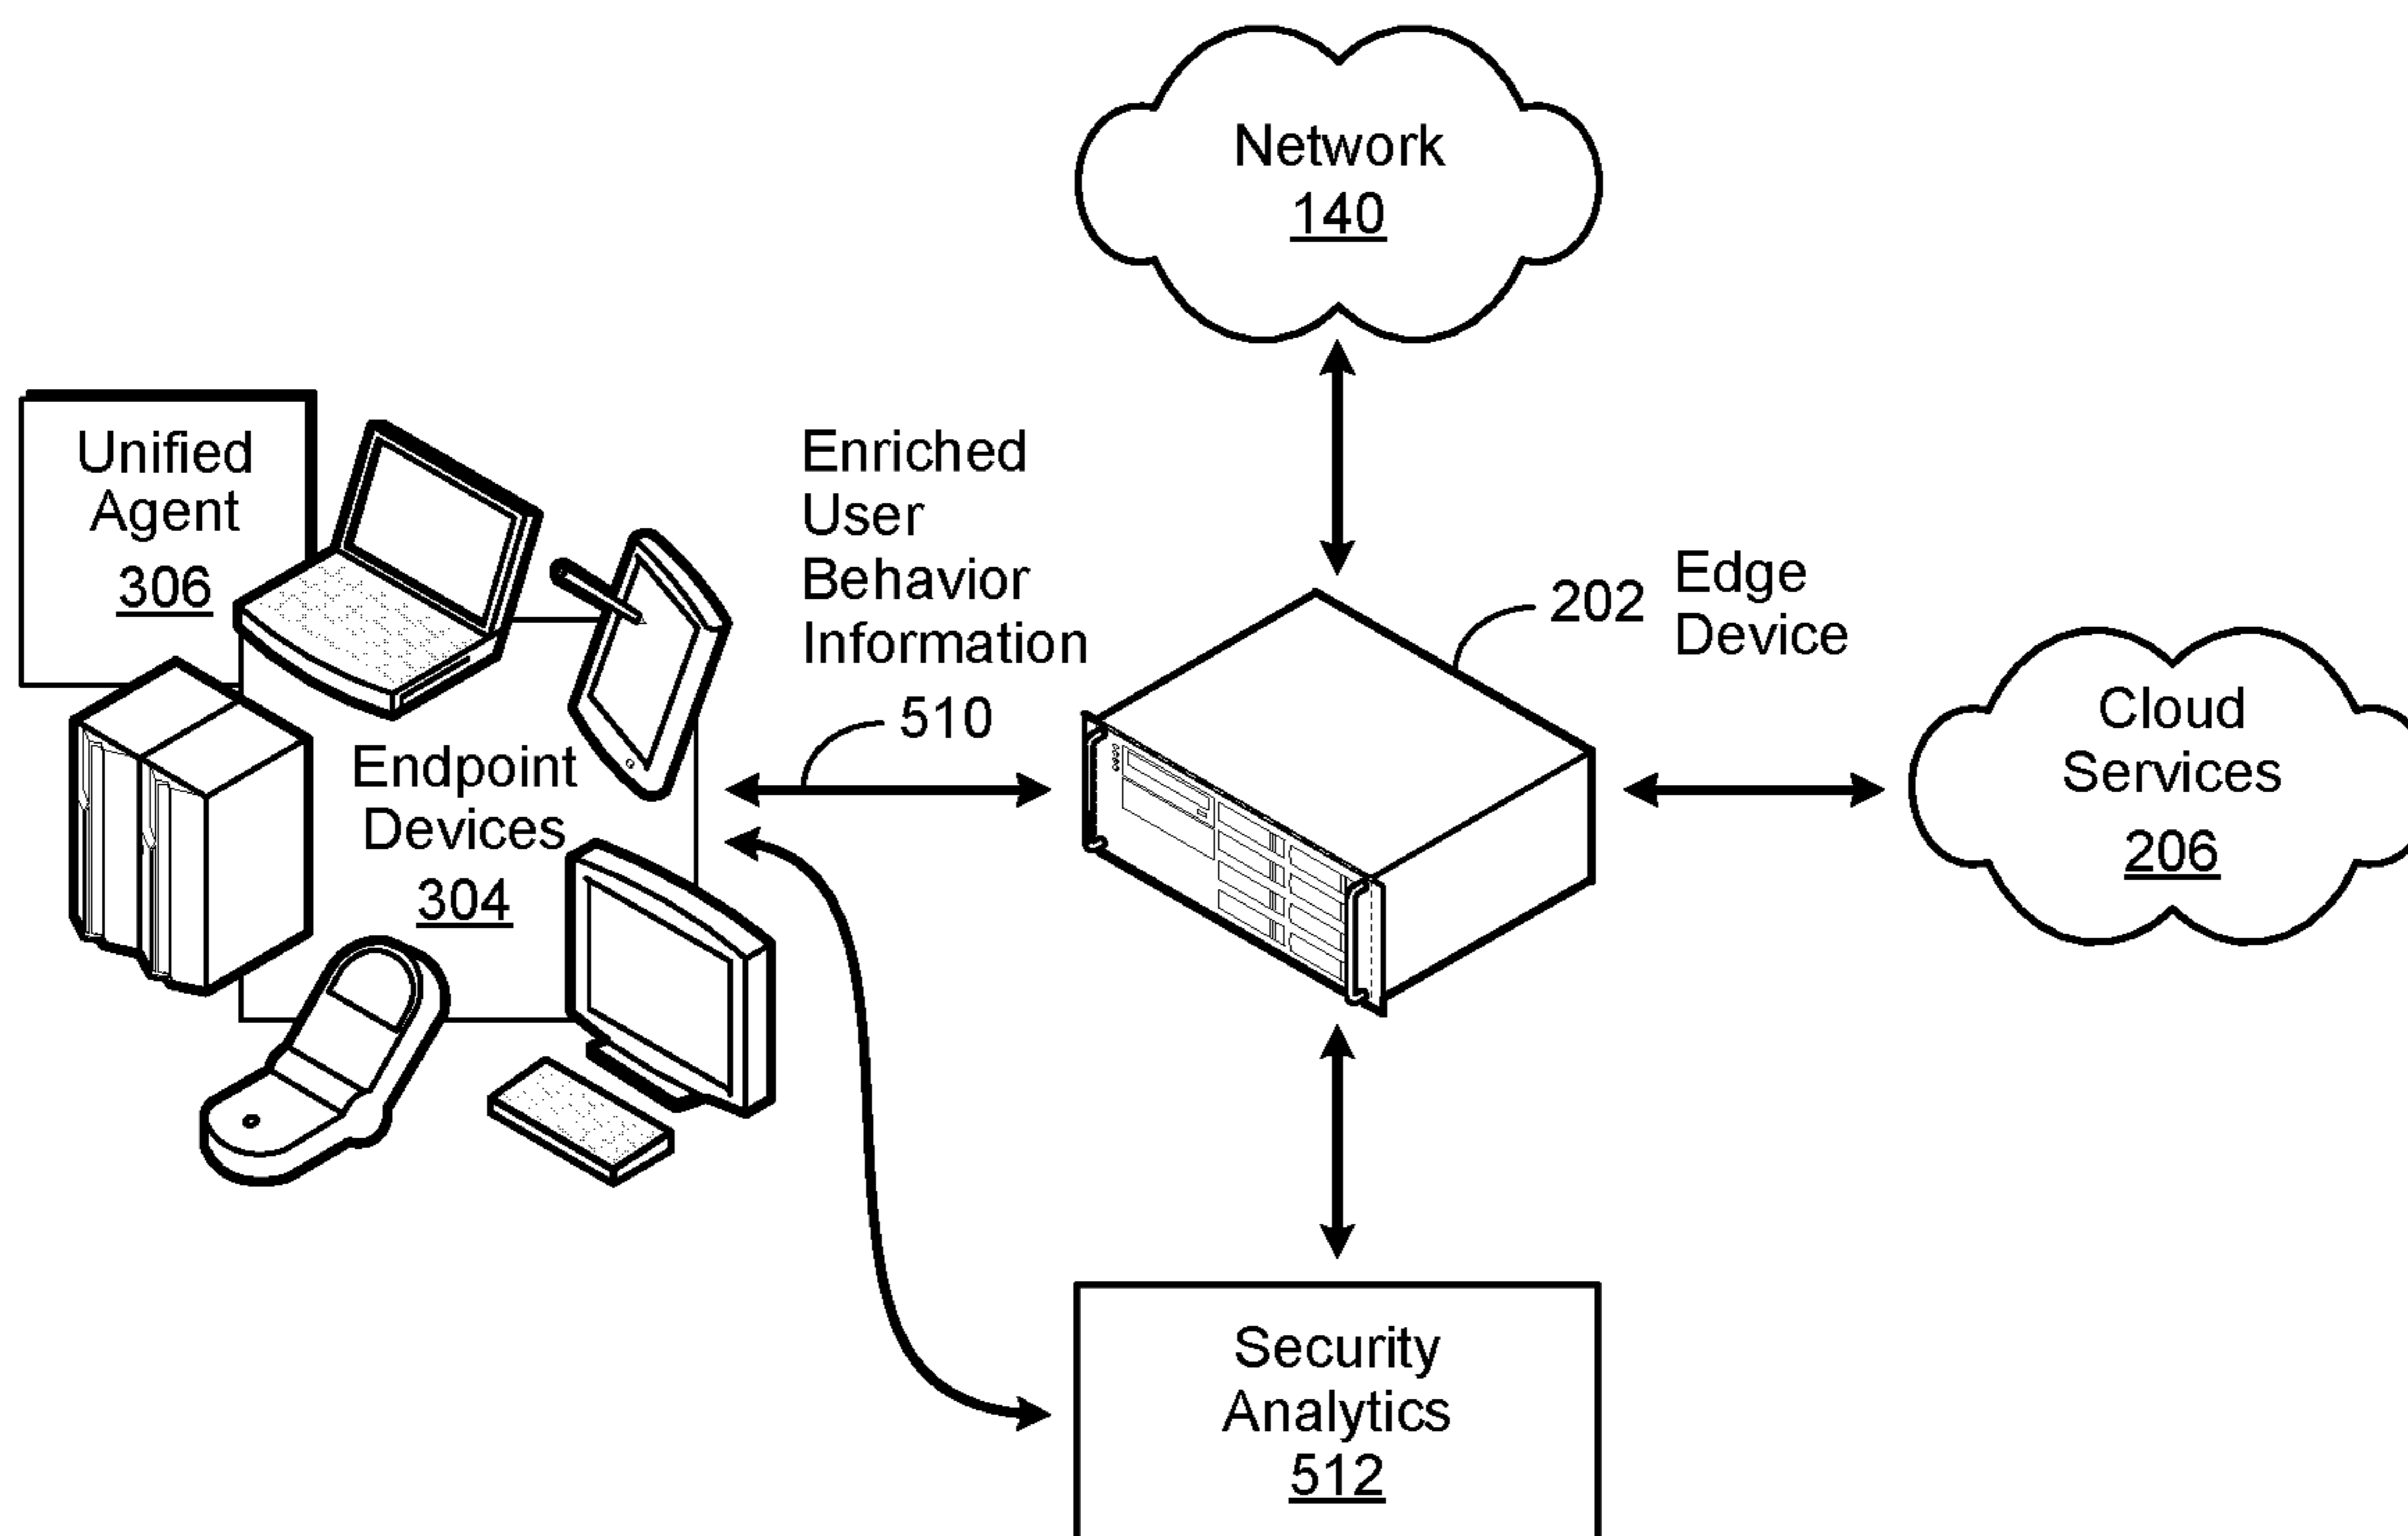 Network
140
Unified
Agent
306
Enriched
User
Behavior
Information
510
202
Edge
Device
Cloud
Services
206
Endpoint
Devices
304
Security
Analytics
512